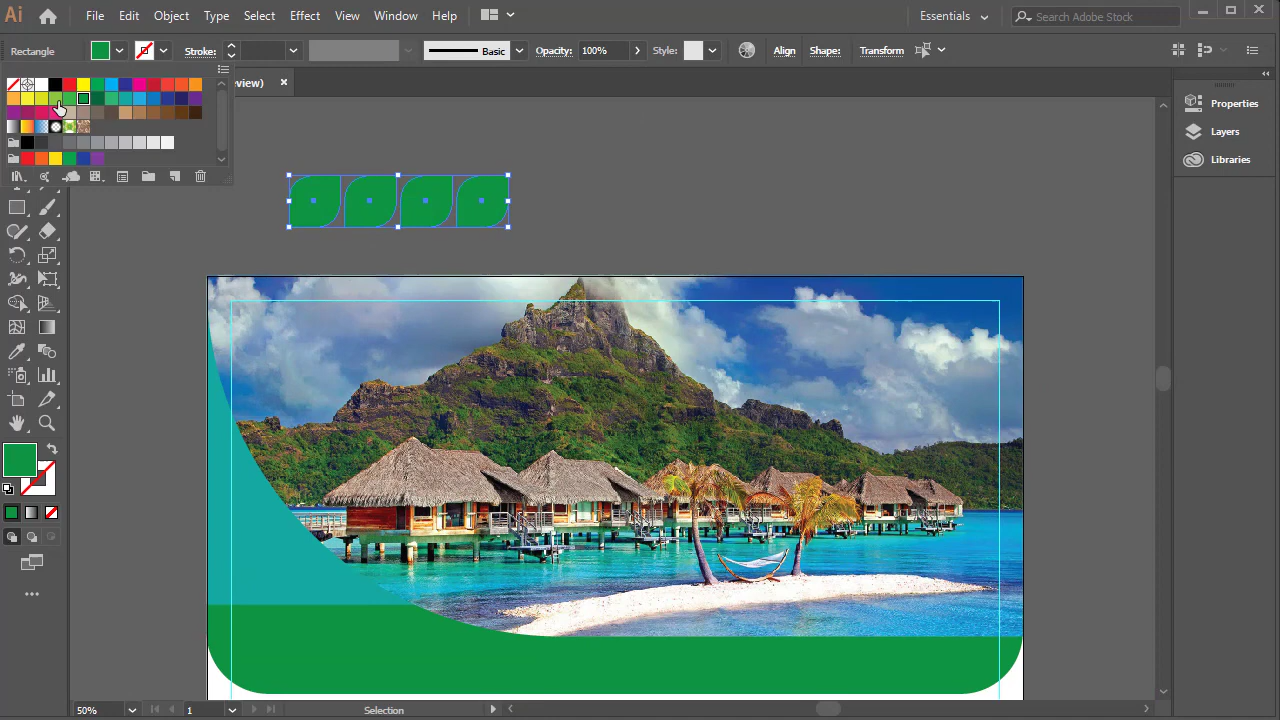 Ai File Edit Object Type Select Effect View Window Help Essentials Search Adobe Stock
Rectangle Stroke: Basic Opacity: 100% Style: Align Shape: Transform
view)
Properties
Layers
Libraries
50% 1 Selection